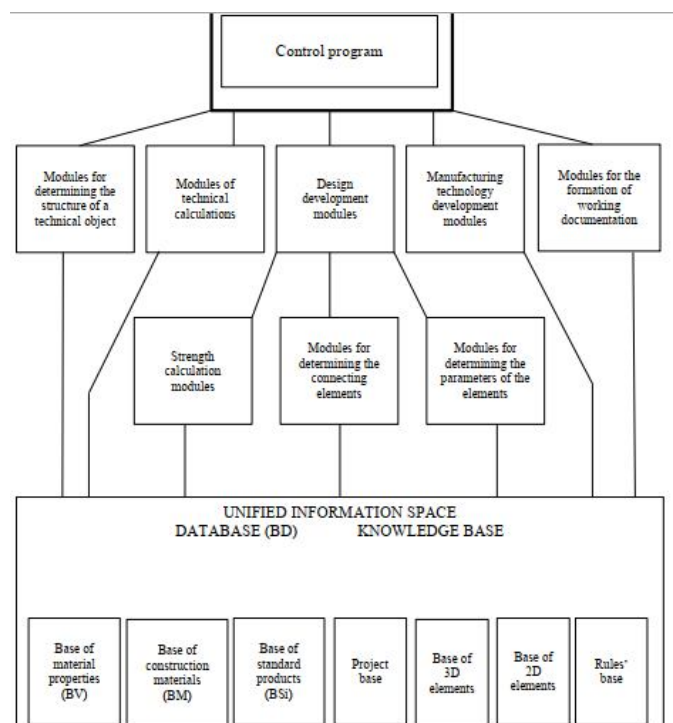 Control program
Modules for
determining the
structure of a
technical object
Modules of
technical
calculations
Design
development
modules
Manufacturing
technology
development
modules
Modules for the
formation of
working
documentation
Strength
calculation
modules
Modules for
determining the
connecting
elements
Modules for
determining the
parameters of the
elements
UNIFIED INFORMATION SPACE
DATABASE (BD) KNOWLEDGE BASE
Base of
material
properties
(BV)
Base of
construction
materials
(BM)
Base of
standard
products
(BSi)
Project
base
Base of
3D
elements
Base of
2D
elements
Rules'
base